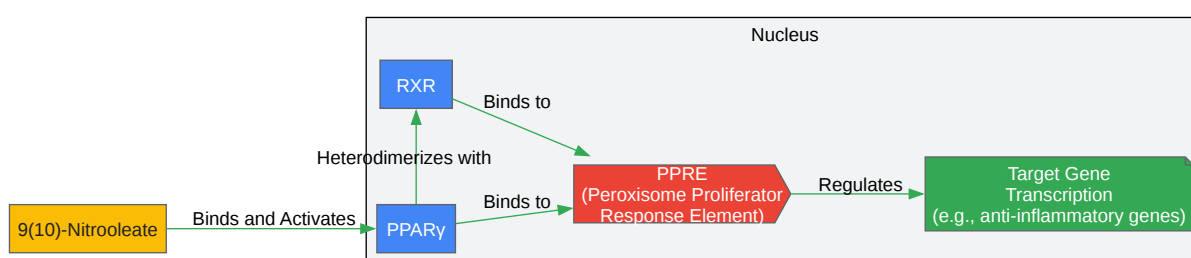 Nucleus
RXR
Binds to
Heterodimerizes with
PPRE
(Peroxisome Proliferator
Response Element)
Regulates
Target Gene
Transcription
(e.g., anti-inflammatory genes)
Binds to
9(10)-Nitrooleate
Binds and Activates
PPARγ